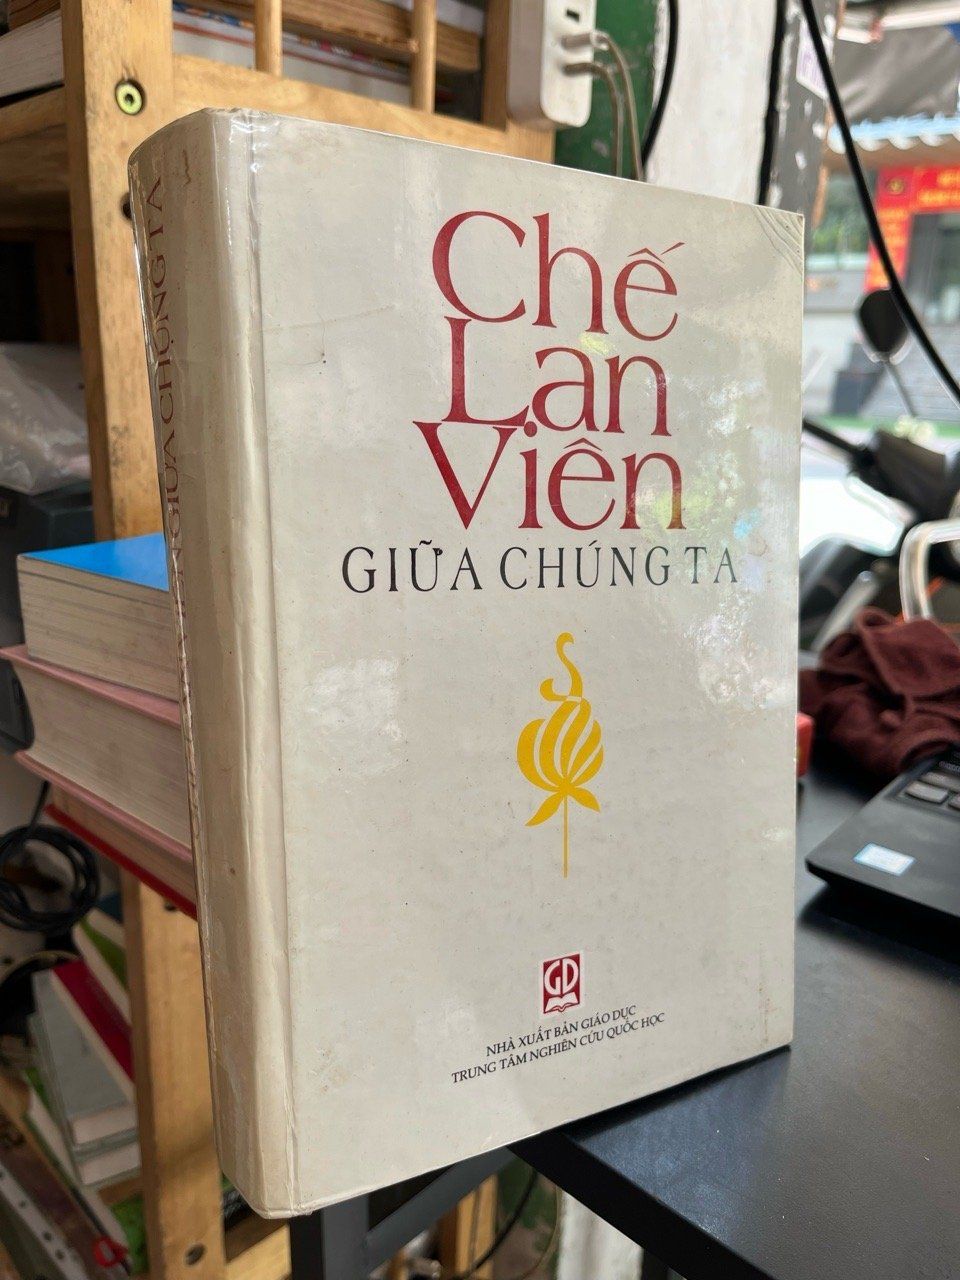 Chế
Lan
Viên
GIỮA CHÚNG TA
GD
NHÀ XUẤT BẢN GIÁO DỤC
TRUNG TÂM NGHIÊN CỨU QUỐC HỌC
GIỮA CHÚNG TA